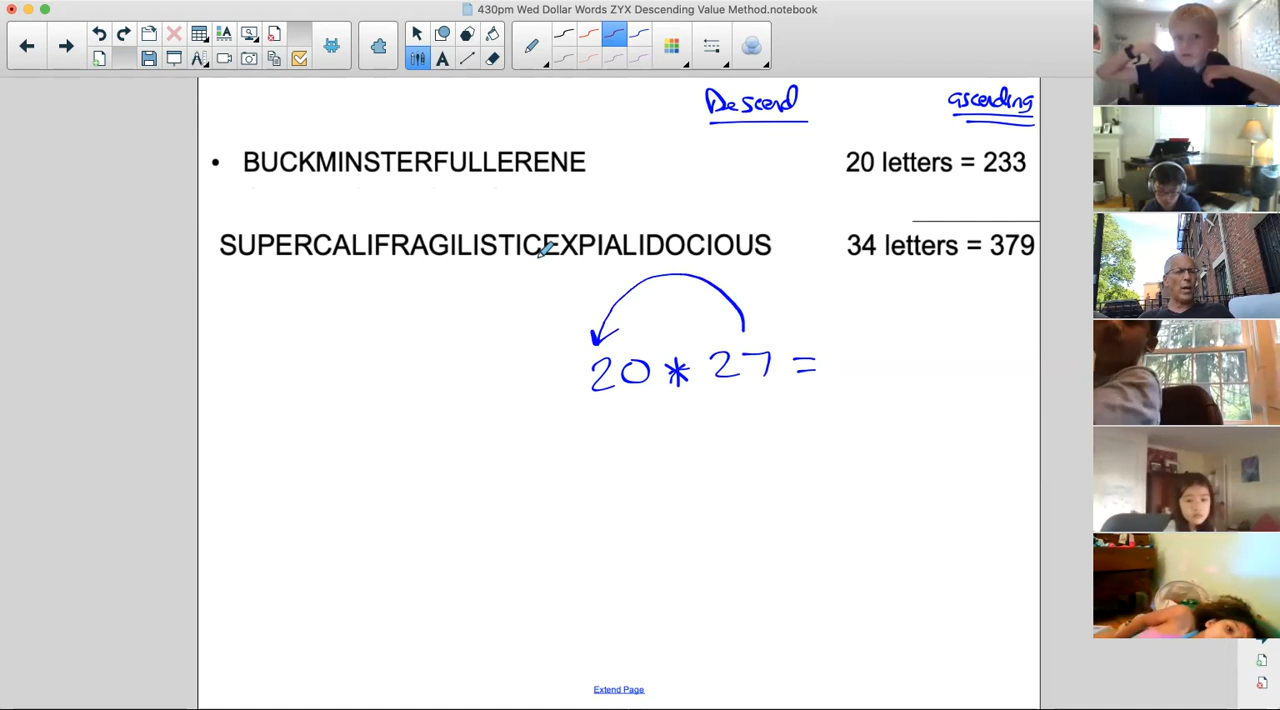 430pm Wed Dollar Words ZYX Descending Value Method.notebook
Descend ascending
• BUCKMINSTERFULLERENE 20 letters = 233
SUPERCALIFRAGILISTICEXPIALIDOCIOUS 34 letters = 379
20 * 27 =
Extend Page